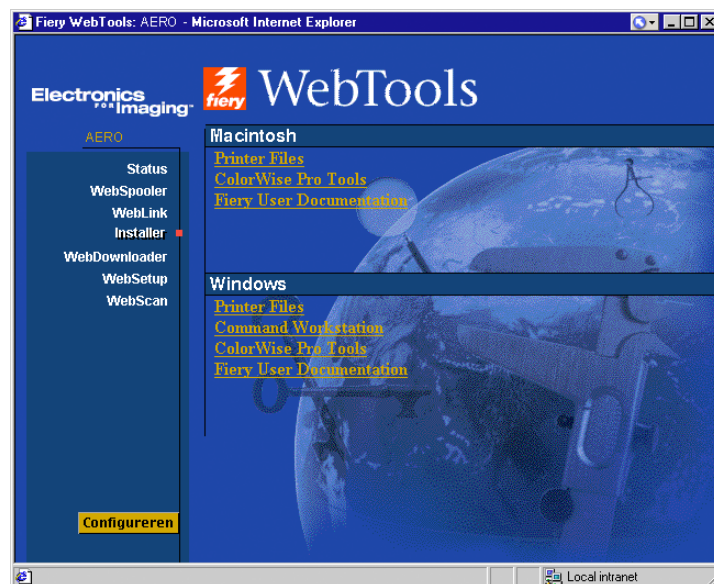 Fiery WebTools: AERO - Microsoft Internet Explorer
Electronics
FOR Imaging
fiery
WebTools
AERO
Status
WebSpooler
WebLink
Installer
WebDownloader
WebSetup
WebScan
Configureren
Macintosh
Printer Files
ColorWise Pro Tools
Fiery User Documentation
Windows
Printer Files
Command Workstation
ColorWise Pro Tools
Fiery User Documentation
Local intranet